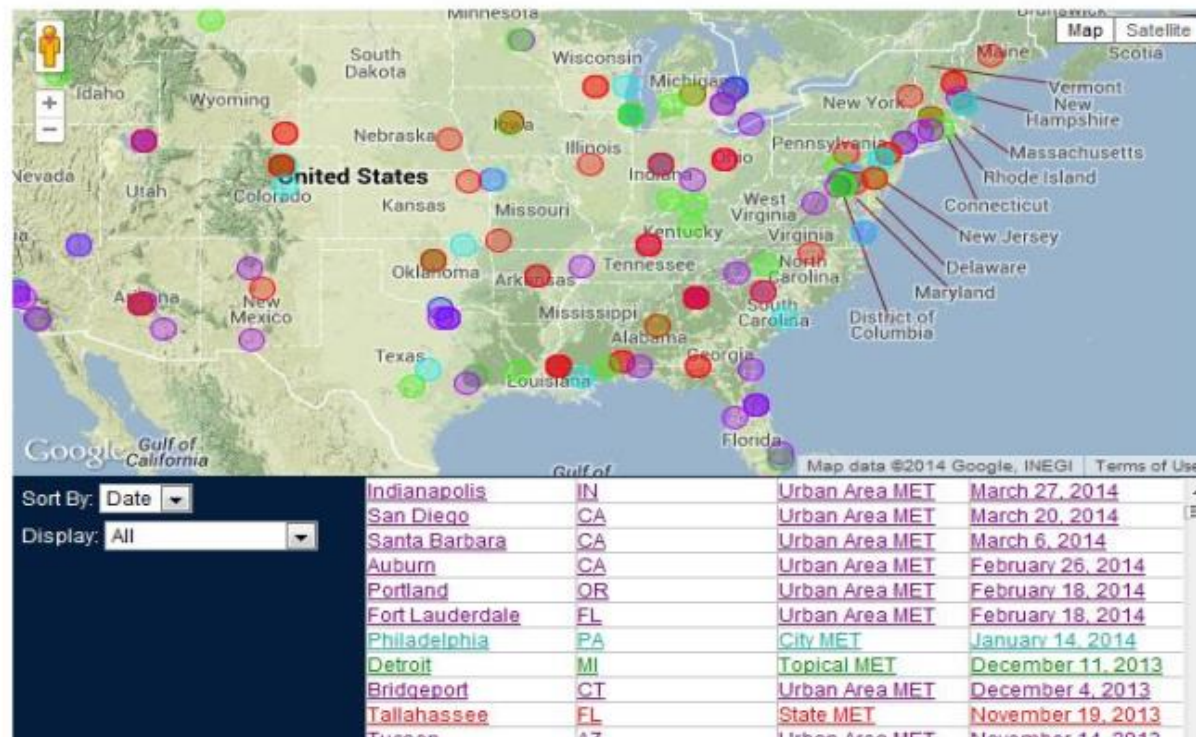 Minnesota
Map Satellite
Wisconsin
Maine
Scotia
South
Dakota
Michigan
Idaho
Wyoming
Vermont
New York
New
Hampshire
Nebraska
Iowa
Pennsylvania
Illinois
Ohio
Massachusetts
Nevada
United States
Indiana
Rhode Island
Utah
Colorado
Kansas
Missouri
West
Virginia
Connecticut
Kentucky
Virginia
New Jersey
Oklahoma
Tennessee
North
Carolina
Delaware
Arkansas
Maryland
Arizona
New
Mexico
Mississippi
South
Carolina
District of
Columbia
Alabama
Texas
Georgia
Louisiana
Florida
Google
Gulf of
California
Gulf of
Map data ©2014 Google, INEGI Terms of Use
Sort By: Date
Display: All
Indianapolis IN Urban Area MET March 27, 2014
San Diego CA Urban Area MET March 20, 2014
Santa Barbara CA Urban Area MET March 6, 2014
Auburn CA Urban Area MET February 26, 2014
Portland OR Urban Area MET February 18, 2014
Fort Lauderdale FL Urban Area MET February 18, 2014
Philadelphia PA City MET January 14, 2014
Detroit MI Topical MET December 11, 2013
Bridgeport CT Urban Area MET December 4, 2013
Tallahassee FL State MET November 19, 2013